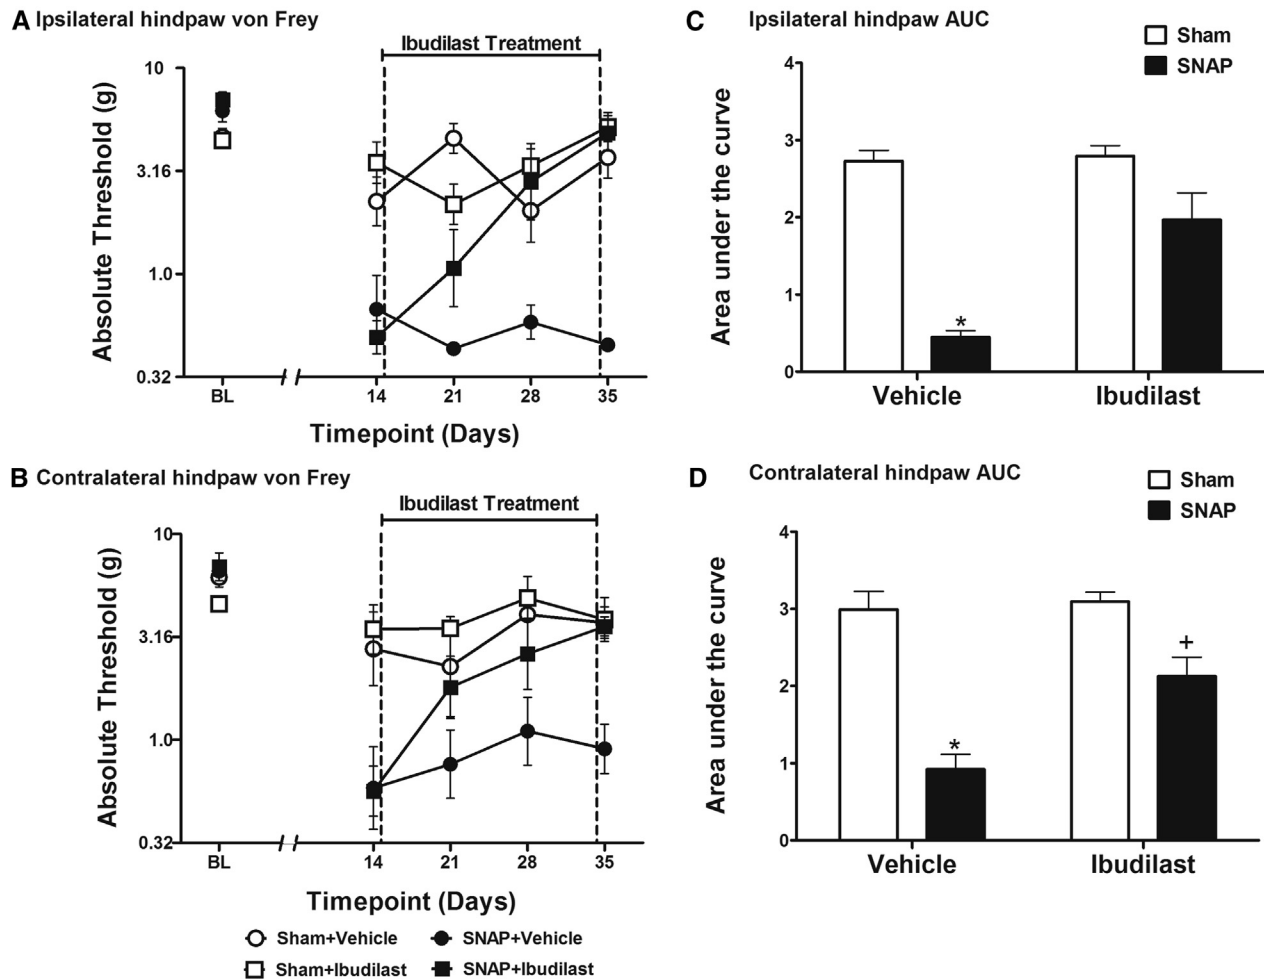 A Ipsilateral hindpaw von Frey
Ibudilast Treatment
Absolute Threshold (g)
10
3.16
1.0
0.32
BL 14 21 28 35
Timepoint (Days)
C Ipsilateral hindpaw AUC
Sham
SNAP
Area under the curve
4
3
2
1
0
*
Vehicle Ibudilast
B Contralateral hindpaw von Frey
Ibudilast Treatment
Absolute Threshold (g)
10
3.16
1.0
0.32
BL 14 21 28 35
Timepoint (Days)
Sham+Vehicle SNAP+Vehicle
Sham+Ibudilast SNAP+Ibudilast
D Contralateral hindpaw AUC
Sham
SNAP
Area under the curve
4
3
2
1
0
* +
Vehicle Ibudilast